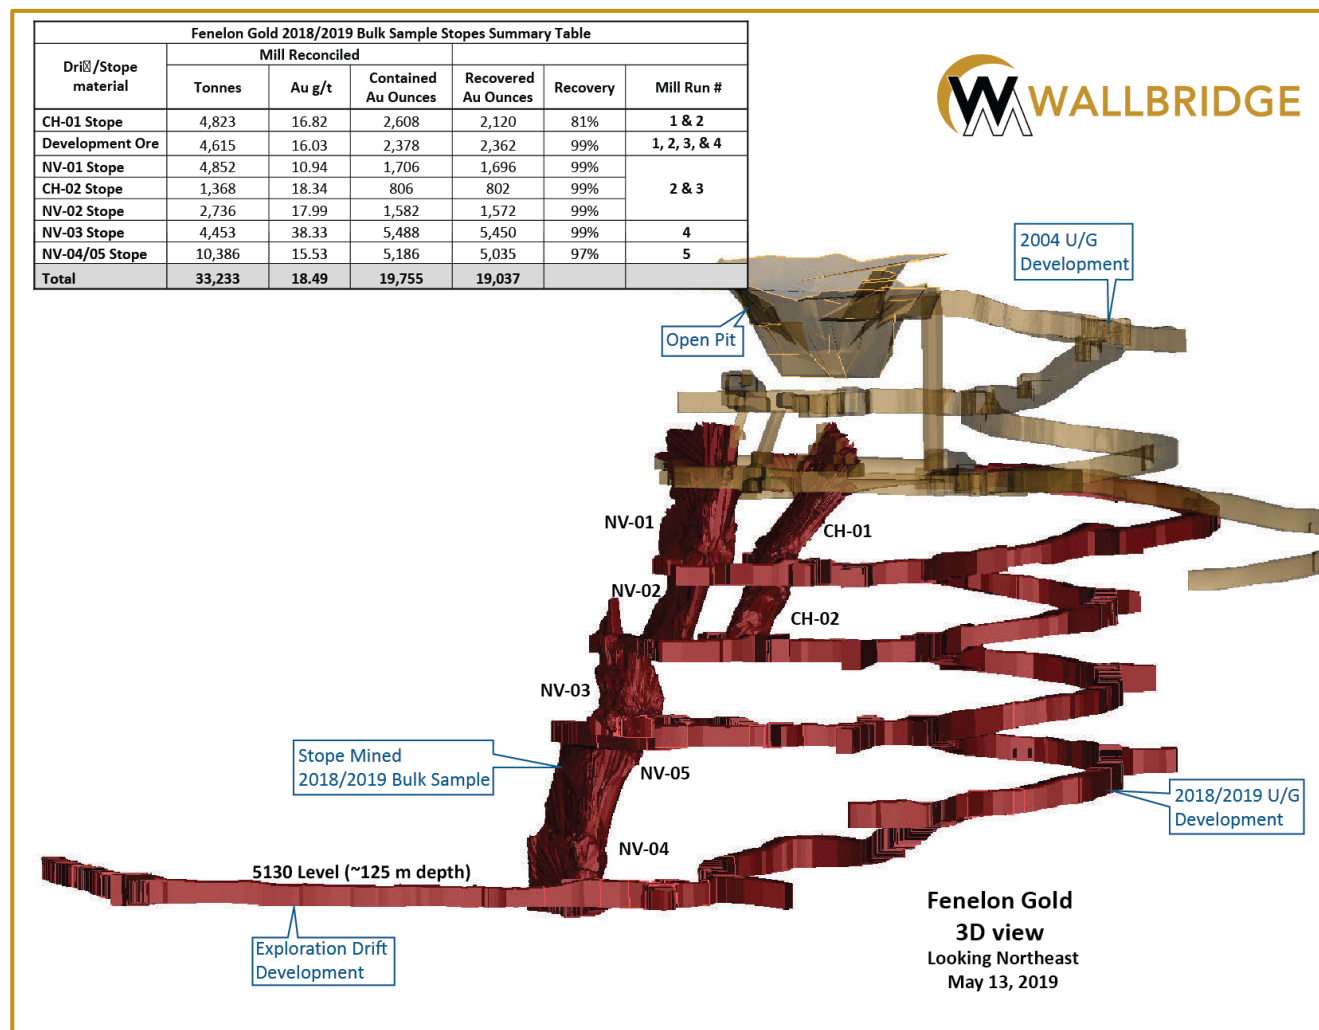 Fenelon Gold 2018/2019 Bulk Sample Stopes Summary Table
Dri/Stope material Mill Reconciled
Tonnes Au g/t Contained Au Ounces Recovered Au Ounces Recovery Mill Run #
CH-01 Stope 4,823 16.82 2,608 2,120 81% 1 & 2
Development Ore 4,615 16.03 2,378 2,362 99% 1, 2, 3, & 4
NV-01 Stope 4,852 10.94 1,706 1,696 99%
CH-02 Stope 1,368 18.34 806 802 99% 2 & 3
NV-02 Stope 2,736 17.99 1,582 1,572 99%
NV-03 Stope 4,453 38.33 5,488 5,450 99% 4
NV-04/05 Stope 10,386 15.53 5,186 5,035 97% 5
Total 33,233 18.49 19,755 19,037
WALLBRIDGE
2004 U/G
Development
Open Pit
NV-01
CH-01
NV-02
CH-02
NV-03
Stope Mined
2018/2019 Bulk Sample
NV-05
2018/2019 U/G
Development
NV-04
5130 Level (~125 m depth)
Exploration Drift
Development
Fenelon Gold
3D view
Looking Northeast
May 13, 2019